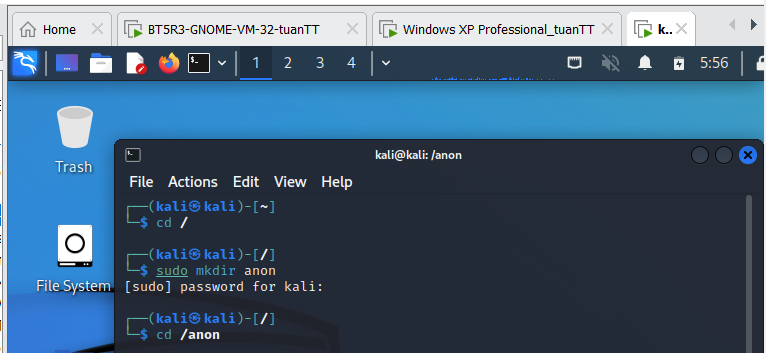 Home BT5R3-GNOME-VM-32-tuanTT Windows XP Professional_tuanTT k..
1 2 3 4 5:56
Trash
File System
kali@kali: /anon
File Actions Edit View Help
┌──(kali㉿kali)-[~]
└─$ cd /
┌──(kali㉿kali)-[/]
└─$ sudo mkdir anon
[sudo] password for kali:
┌──(kali㉿kali)-[/]
└─$ cd /anon